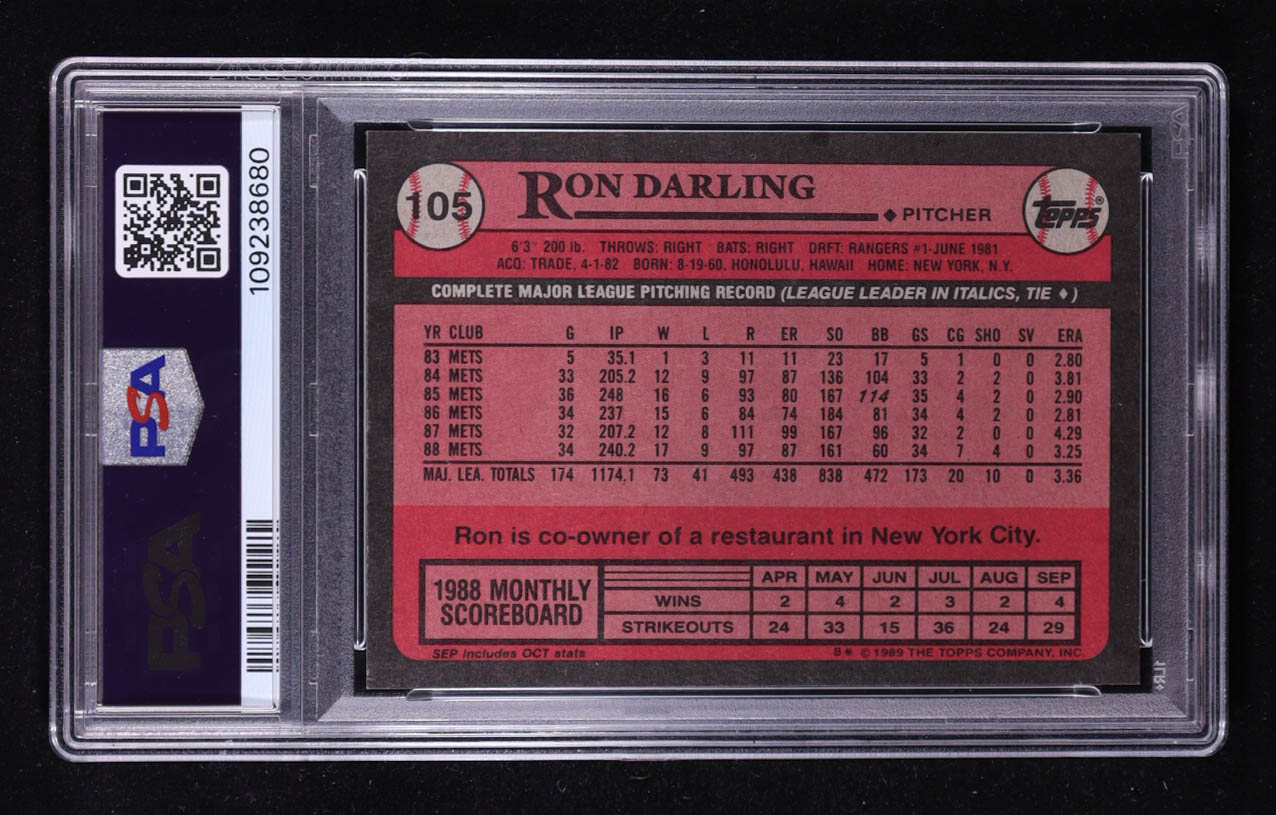 109238680
PSA
PSA
105
RON DARLING
◆ PITCHER
TOPPS®
6'3" 200 lb. THROWS: RIGHT BATS: RIGHT DRFT: RANGERS #1-JUNE 1981
ACQ: TRADE, 4-1-82 BORN: 8-19-60, HONOLULU, HAWAII HOME: NEW YORK, N.Y.
COMPLETE MAJOR LEAGUE PITCHING RECORD (LEAGUE LEADER IN ITALICS, TIE ♦)
YR CLUB G IP W L R ER SO BB GS CG SHO SV ERA
83 METS 5 35.1 1 3 11 11 23 17 5 1 0 0 2.80
84 METS 33 205.2 12 9 97 87 136 104 33 2 2 0 3.81
85 METS 36 248 16 6 93 80 167 114 35 4 2 0 2.90
86 METS 34 237 15 6 84 74 184 81 34 4 2 0 2.81
87 METS 32 207.2 12 8 111 99 167 96 32 2 0 0 4.29
88 METS 34 240.2 17 9 97 87 161 60 34 7 4 0 3.25
MAJ. LEA. TOTALS 174 1174.1 73 41 493 438 838 472 173 20 10 0 3.36
Ron is co-owner of a restaurant in New York City.
1988 MONTHLY
SCOREBOARD
APR MAY JUN JUL AUG SEP
WINS 2 4 2 3 2 4
STRIKEOUTS 24 33 15 36 24 29
SEP Includes OCT stats
B* © 1989 THE TOPPS COMPANY, INC.
PSA
1LR+